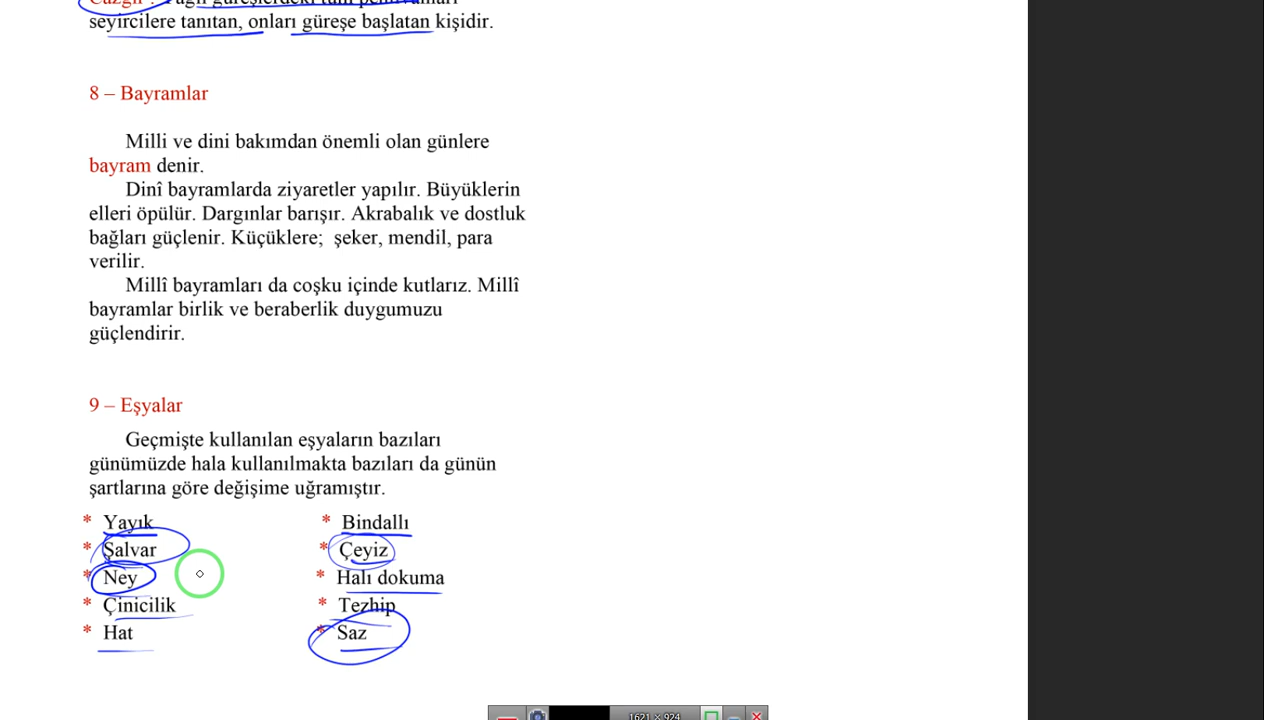 seyircilere tanıtan, onları güreşe başlatan kişidir.
8 – Bayramlar
Milli ve dini bakımdan önemli olan günlere
bayram denir.
Dinî bayramlarda ziyaretler yapılır. Büyüklerin
elleri öpülür. Dargınlar barışır. Akrabalık ve dostluk
bağları güçlenir. Küçüklere;  şeker, mendil, para
verilir.
Millî bayramları da coşku içinde kutlarız. Millî
bayramlar birlik ve beraberlik duygumuzu
güçlendirir.
9 – Eşyalar
Geçmişte kullanılan eşyaların bazıları
günümüzde hala kullanılmakta bazıları da günün
şartlarına göre değişime uğramıştır.
* Yayık * Bindallı
* Şalvar * Çeyiz
* Ney * Halı dokuma
* Çinicilik * Tezhip
* Hat * Saz
1621 × 924